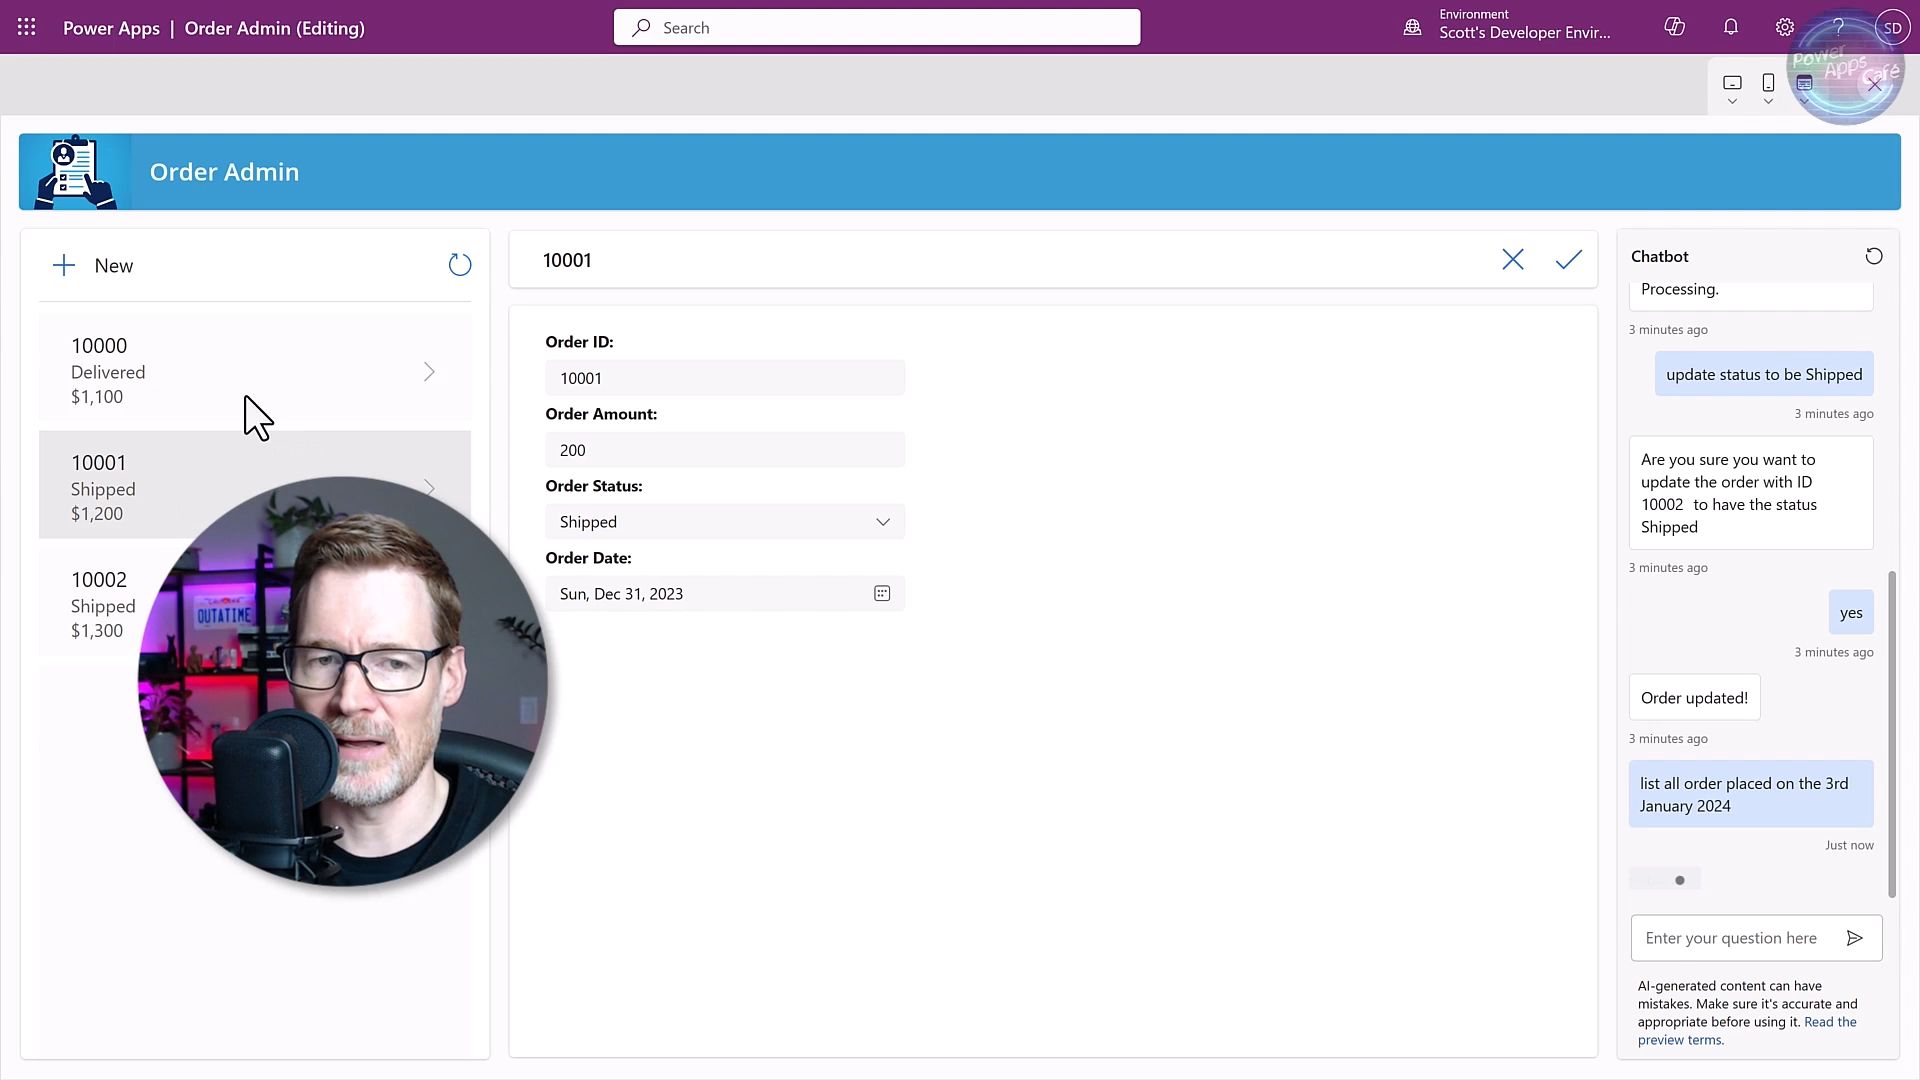 Power Apps | Order Admin (Editing)
Search
Environment
Scott's Developer Envir...
SD
Power
Apps
Café
Order Admin
New
10000
Delivered
$1,100
10001
Shipped
$1,200
10002
Shipped
$1,300
OUTATIME
10001
Order ID:
10001
Order Amount:
200
Order Status:
Shipped
Order Date:
Sun, Dec 31, 2023
Chatbot
Processing.
3 minutes ago
update status to be Shipped
3 minutes ago
Are you sure you want to
update the order with ID
10002 to have the status
Shipped
3 minutes ago
yes
3 minutes ago
Order updated!
3 minutes ago
list all order placed on the 3rd
January 2024
Just now
Enter your question here
AI-generated content can have
mistakes. Make sure it's accurate and
appropriate before using it. Read the
preview terms.